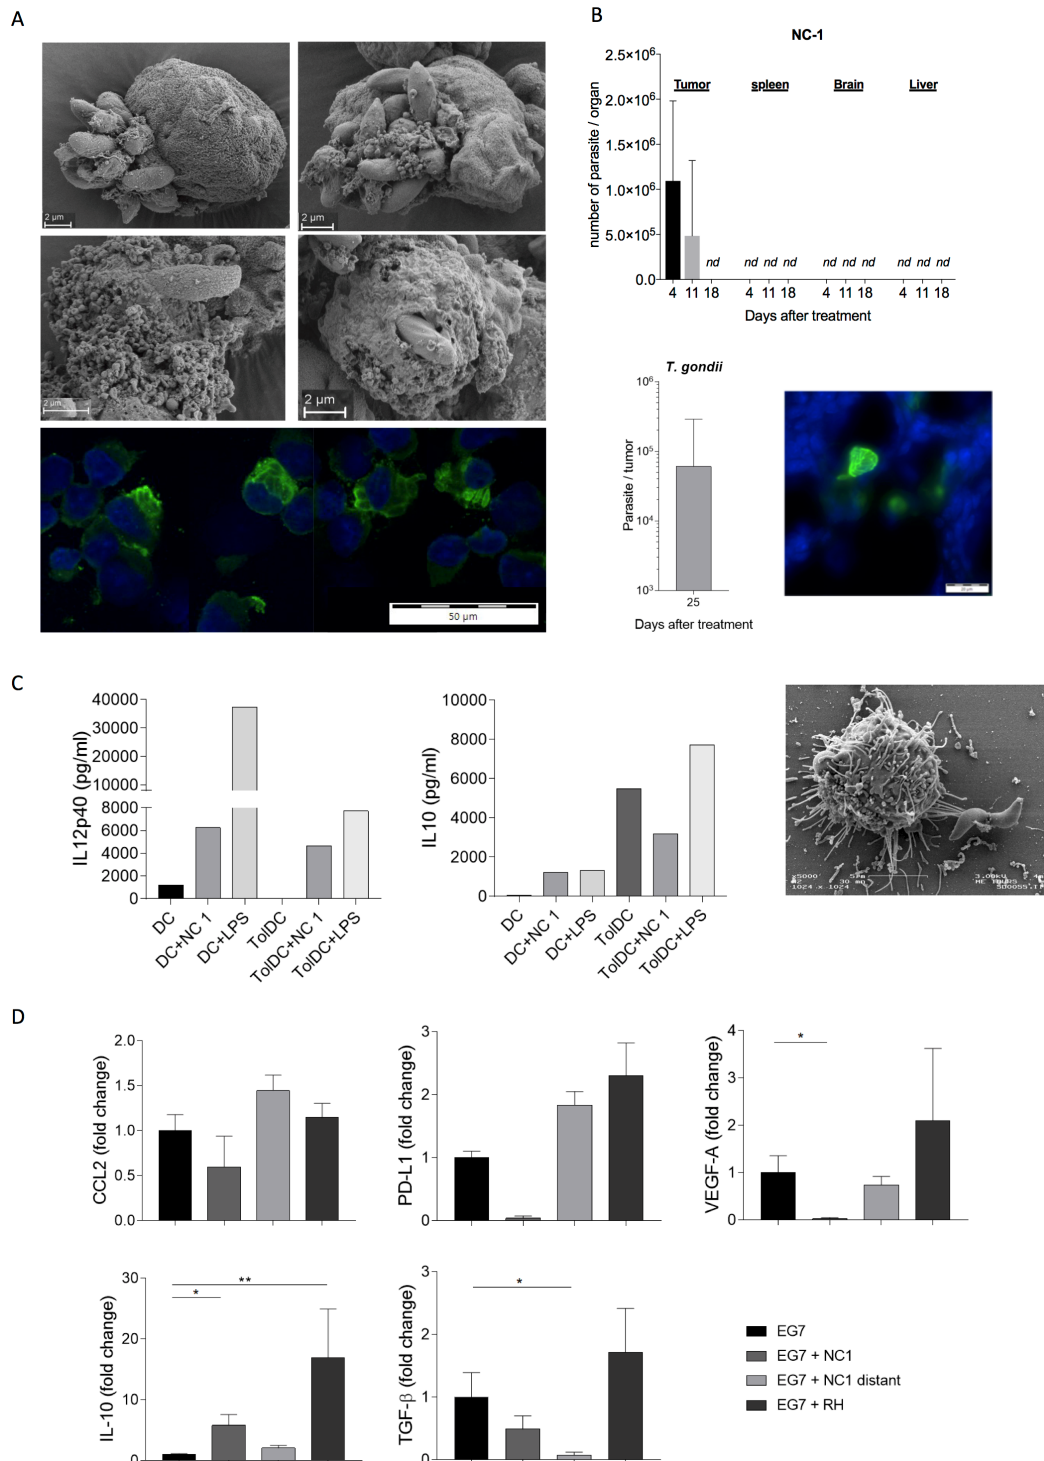 A
2 µm
2 µm
2 µm
2 µm
50 µm
B
NC-1
number of parasite / organ
2.5×10⁶
2.0×10⁶
1.5×10⁶
1.0×10⁶
5.0×10⁵
0.0
Tumor spleen Brain Liver
nd nd nd nd nd nd nd nd nd nd
4 11 18 4 11 18 4 11 18 4 11 18
Days after treatment
T. gondii
Parasite / tumor
10⁶
10⁵
10⁴
10³
25
Days after treatment
C
IL12p40 (pg/ml)
40000
30000
20000
10000
8000
6000
4000
2000
0
DC
DC+NC 1
DC+LPS
TolDC
TolDC+NC 1
TolDC+LPS
IL10 (pg/ml)
10000
8000
6000
4000
2000
0
DC
DC+NC 1
DC+LPS
TolDC
TolDC+NC 1
TolDC+LPS
1024 x 1024
D
CCL2 (fold change)
2.0
1.5
1.0
0.5
0.0
PD-L1 (fold change)
3
2
1
0
VEGF-A (fold change)
4
3
2
1
0
*
IL-10 (fold change)
30
20
10
0
**
*
TGF-β (fold change)
3
2
1
0
*
EG7
EG7 + NC1
EG7 + NC1 distant
EG7 + RH